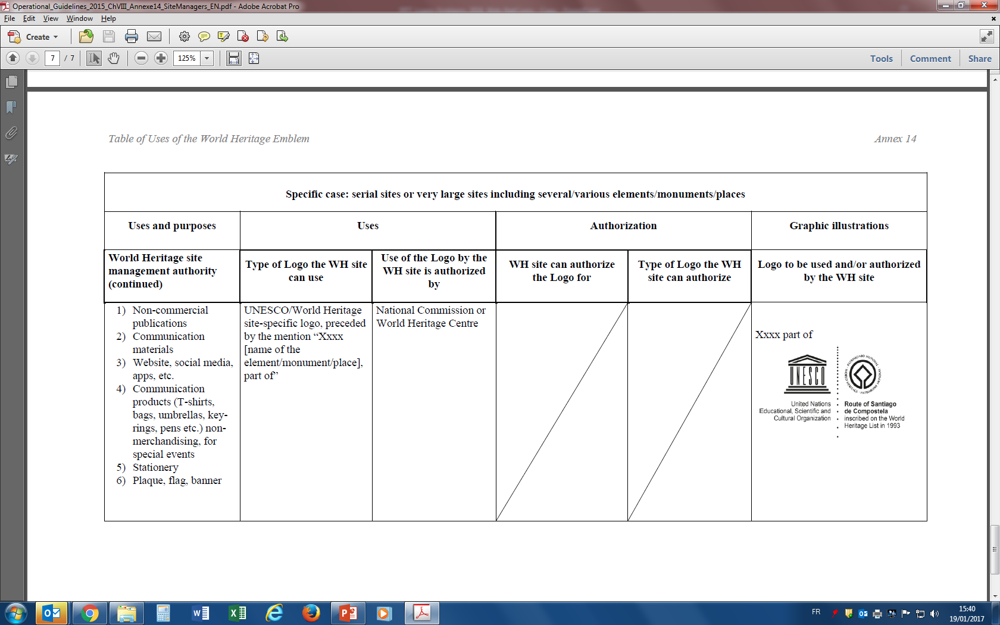 Operational_Guidelines_2015_ChVIII_Annexe14_SiteManagers_EN.pdf - Adobe Acrobat Pro
File Edit View Window Help
Create
7 / 7 125% Tools Comment Share
Table of Uses of the World Heritage Emblem Annex 14
Specific case: serial sites or very large sites including several/various elements/monuments/places
Uses and purposes Uses Authorization Graphic illustrations
World Heritage site
management authority
(continued)
Type of Logo the WH site
can use
Use of the Logo by the
WH site is authorized
by
WH site can authorize
the Logo for
Type of Logo the WH
site can authorize
Logo to be used and/or authorized
by the WH site
1) Non-commercial
publications
2) Communication
materials
3) Website, social media,
apps, etc.
4) Communication
products (T-shirts,
bags, umbrellas, key-
rings, pens etc.) non-
merchandising, for
special events
5) Stationery
6) Plaque, flag, banner
UNESCO/World Heritage
site-specific logo, preceded
by the mention “Xxxx
[name of the
element/monument/place],
part of”
National Commission or
World Heritage Centre
Xxxx part of
UNESCO
WORLD HERITAGE · PATRIMOINE MONDIAL · PATRIMONIO MUNDIAL
United Nations
Educational, Scientific and
Cultural Organization
Route of Santiago
de Compostela
inscribed on the World
Heritage List in 1993
FR
15:40
19/01/2017